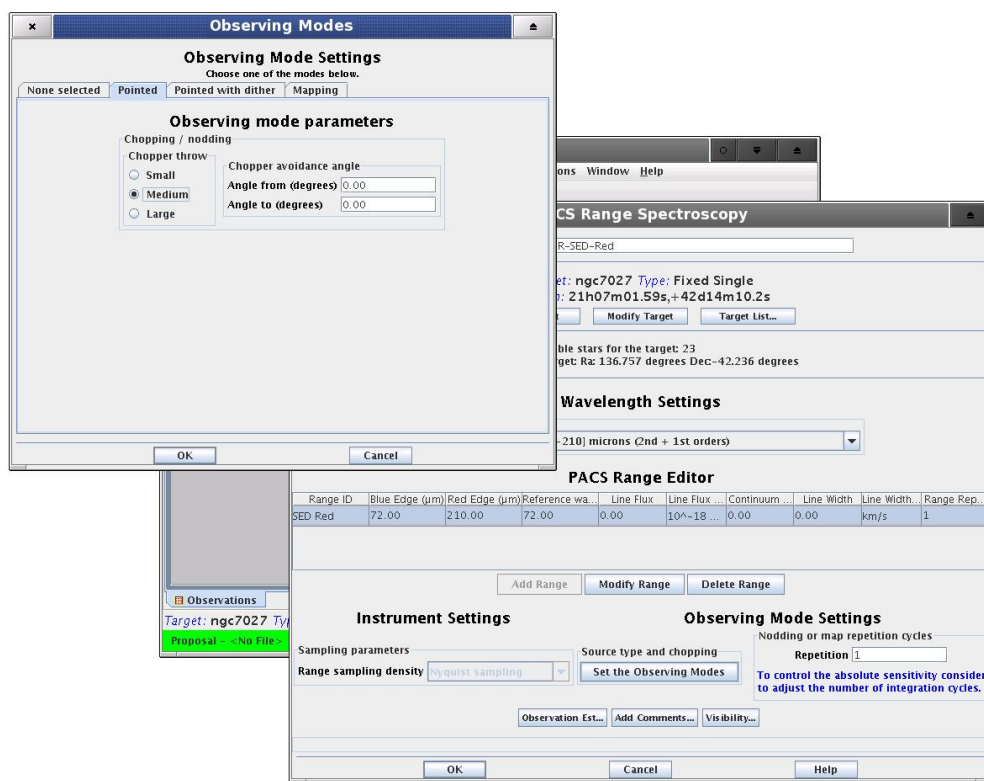 Observing Modes
Observing Mode Settings
Choose one of the modes below.
None selected Pointed Pointed with dither Mapping
Observing mode parameters
Chopping / nodding
Chopper throw
Small
Medium
Large
Chopper avoidance angle
Angle from (degrees) 0.00
Angle to (degrees) 0.00
OK Cancel
ons Window Help
CS Range Spectroscopy
R-SED-Red
et: ngc7027 Type: Fixed Single
n: 21h07m01.59s,+42d14m10.2s
t Modify Target Target List...
ble stars for the target: 23
get: Ra: 136.757 degrees Dec:-42.236 degrees
Wavelength Settings
-210] microns (2nd + 1st orders)
PACS Range Editor
Range ID Blue Edge (µm) Red Edge (µm) Reference wa... Line Flux Line Flux ... Continuum ... Line Width Line Width... Range Rep...
SED Red 72.00 210.00 72.00 0.00 10^-18 ... 0.00 0.00 km/s 1
Add Range Modify Range Delete Range
Observations
Target: ngc7027 Typ
Proposal - <No File>
Instrument Settings
Sampling parameters
Range sampling density Nyquist sampling
Observing Mode Settings
Source type and chopping
Set the Observing Modes
Nodding or map repetition cycles
Repetition 1
To control the absolute sensitivity consider
to adjust the number of integration cycles.
Observation Est... Add Comments... Visibility...
OK Cancel Help